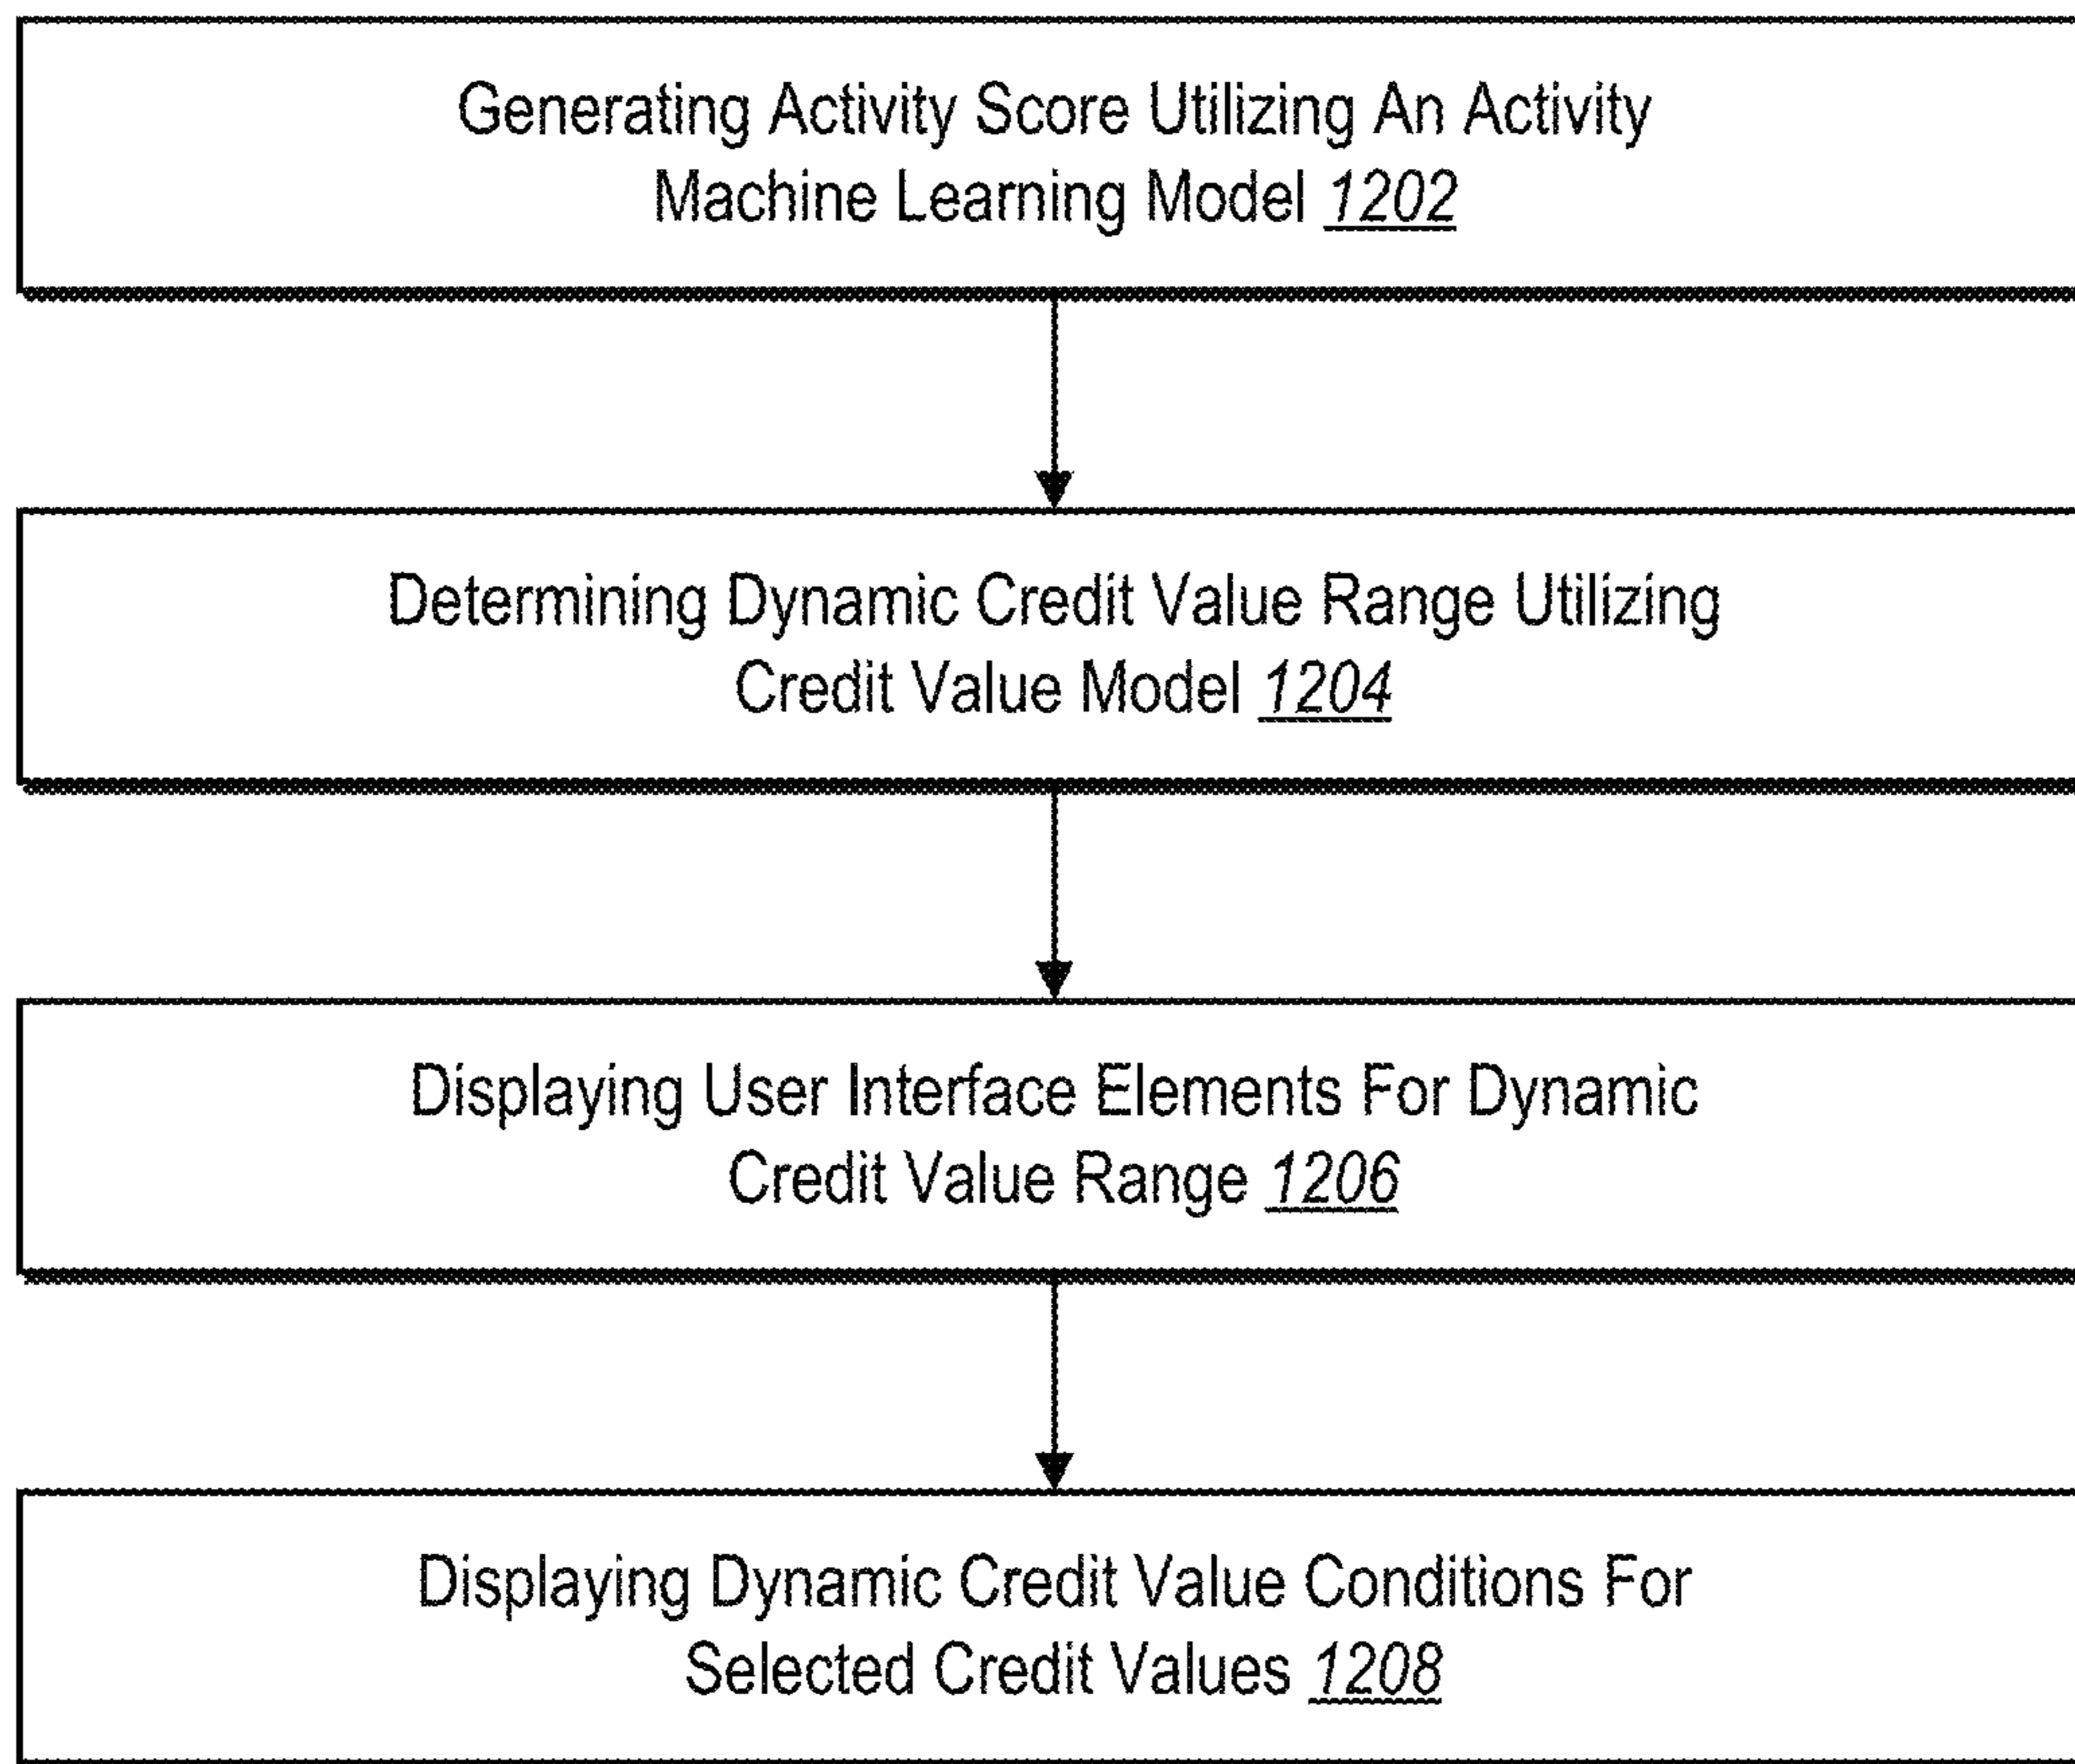 Generating Activity Score Utilizing An Activity
Machine Learning Model 1202
Determining Dynamic Credit Value Range Utilizing
Credit Value Model 1204
Displaying User Interface Elements For Dynamic
Credit Value Range 1206
Displaying Dynamic Credit Value Conditions For
Selected Credit Values 1208